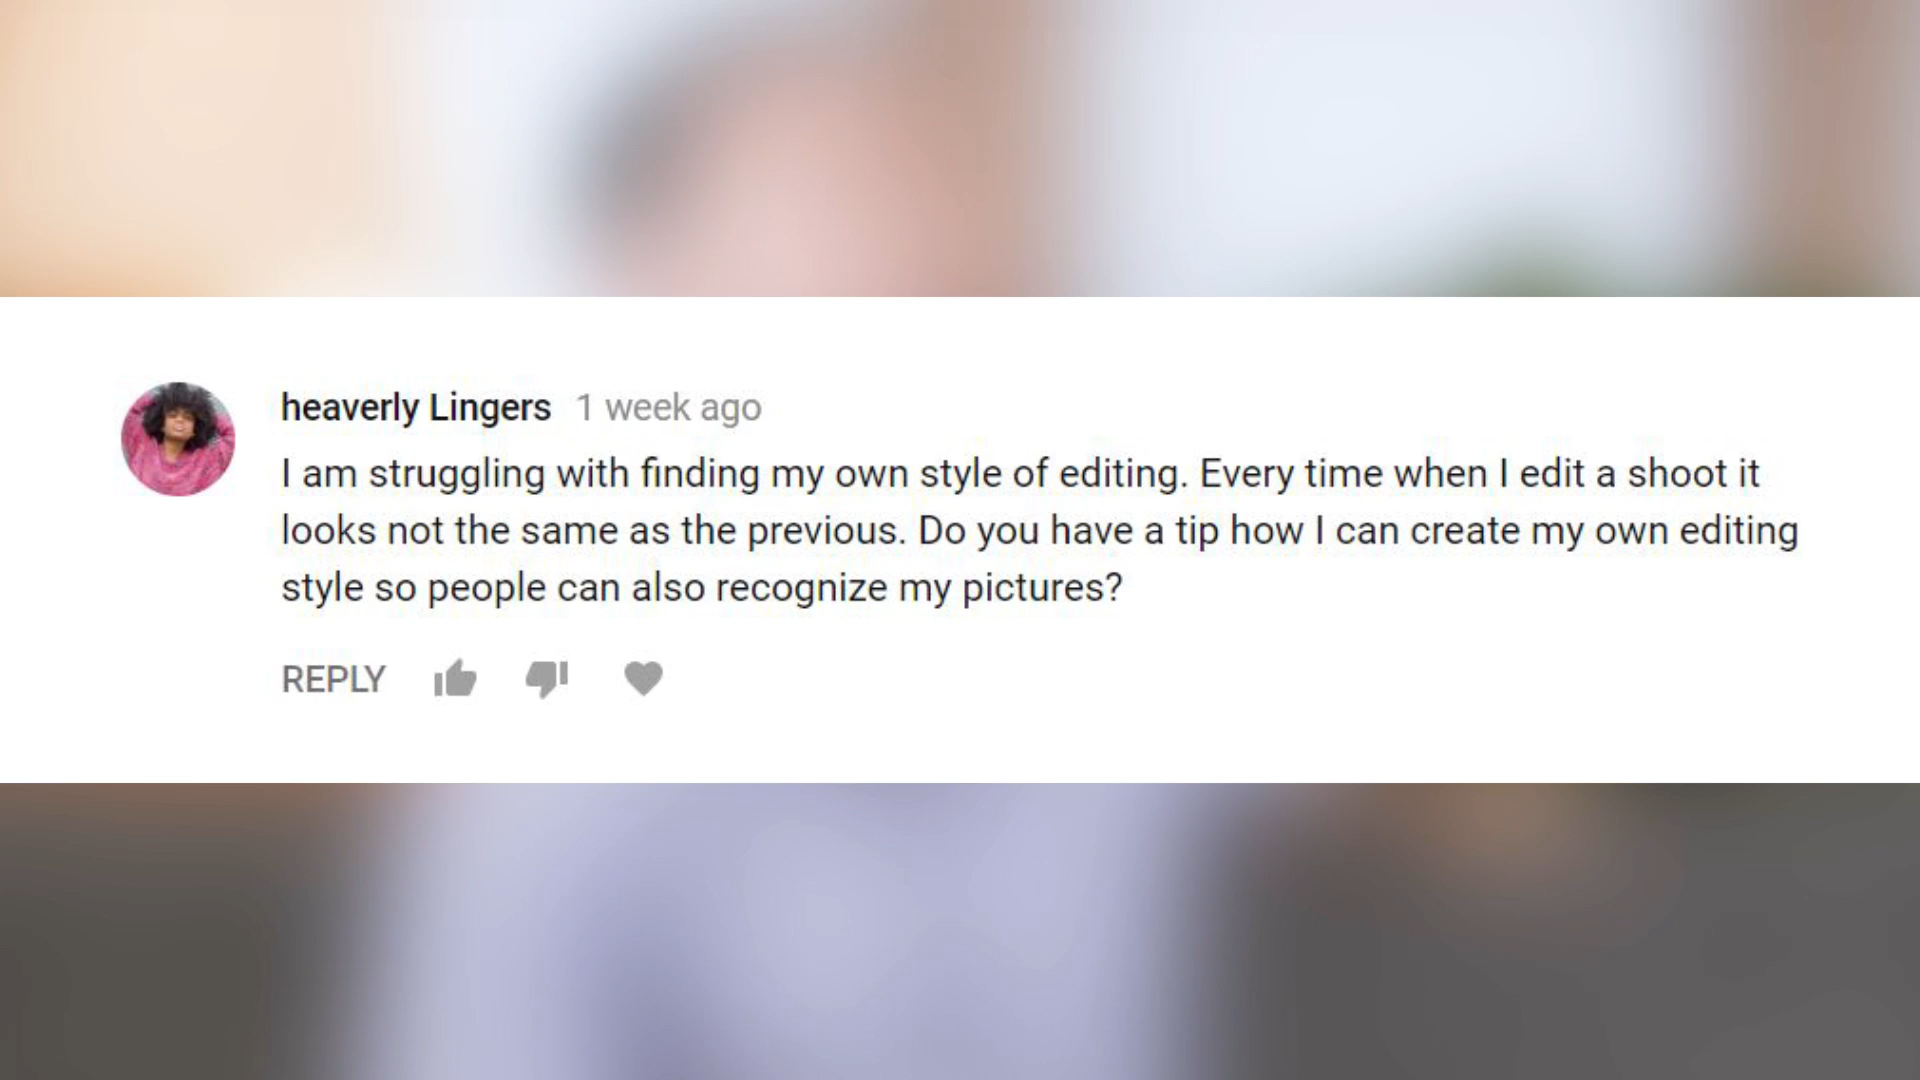 heaverly Lingers 1 week ago
I am struggling with finding my own style of editing. Every time when I edit a shoot it
looks not the same as the previous. Do you have a tip how I can create my own editing
style so people can also recognize my pictures?
REPLY